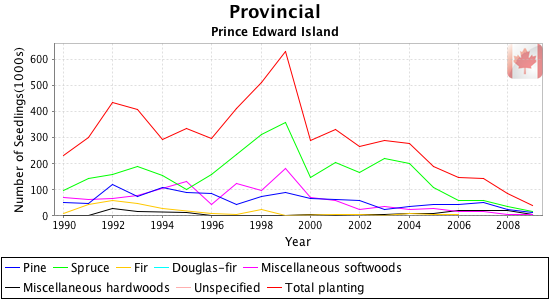 Provincial
Prince Edward Island
Number of Seedlings(1000s)
600
500
400
300
200
100
0
1990 1992 1994 1996 1998 2000 2002 2004 2006 2008
Year
Pine Spruce Fir Douglas-fir Miscellaneous softwoods
Miscellaneous hardwoods Unspecified Total planting